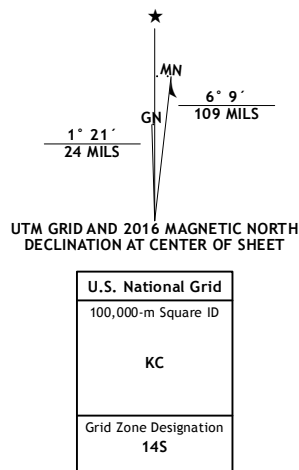 ★
MN
GN
6° 9´
109 MILS
1° 21´
24 MILS
UTM GRID AND 2016 MAGNETIC NORTH
DECLINATION AT CENTER OF SHEET
U.S. National Grid
100,000-m Square ID
KC
Grid Zone Designation
14S